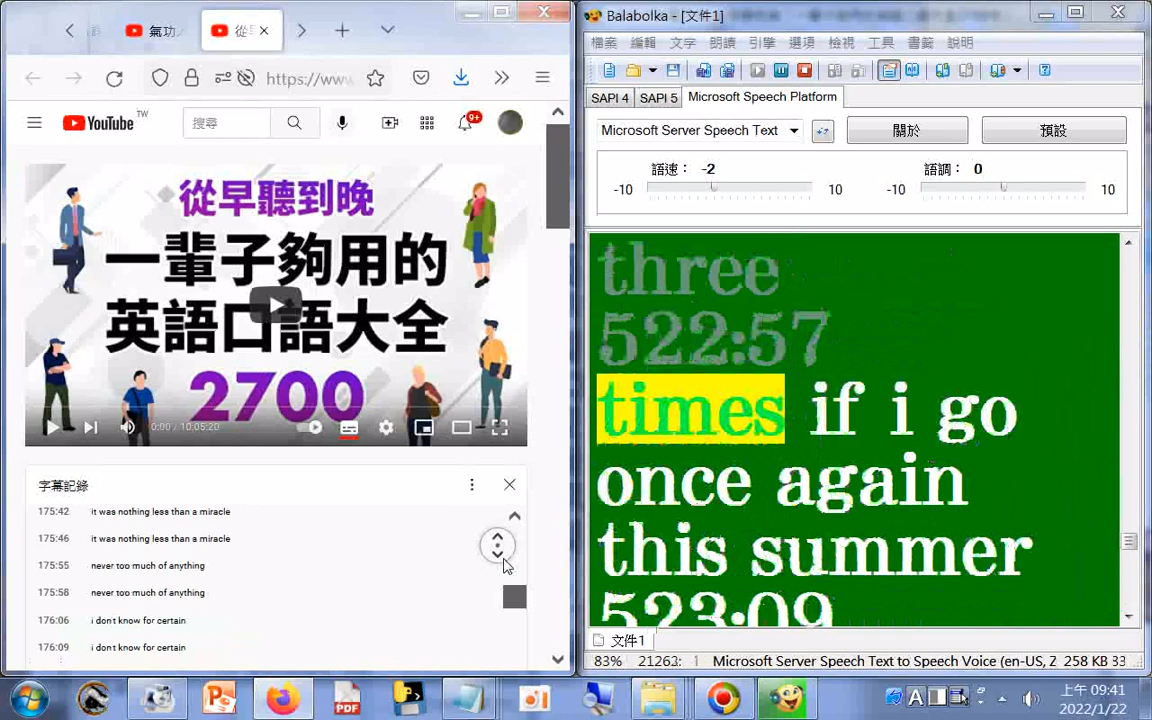 氣功
從
https://www
YouTube TW
搜尋
9+
從早聽到晚
一輩子夠用的
英語口語大全
2700
0:00 / 10:05:20
字幕記錄
175:42 it was nothing less than a miracle
175:46 it was nothing less than a miracle
175:55 never too much of anything
175:58 never too much of anything
176:06 i don't know for certain
176:09 i don't know for certain
Balabolka - [文件1]
檔案 編輯 文字 朗讀 引擎 選項 檢視 工具 書籤 說明
SAPI 4 SAPI 5 Microsoft Speech Platform
Microsoft Server Speech Text 關於 預設
語速： -2 語調： 0
-10 10 -10 10
three
522:57
times if i go
once again
this summer
523:09
文件1
83% 21262: 1 Microsoft Server Speech Text to Speech Voice (en-US, Z 258 KB 33
PDF
A
上午 09:41
2022/1/22